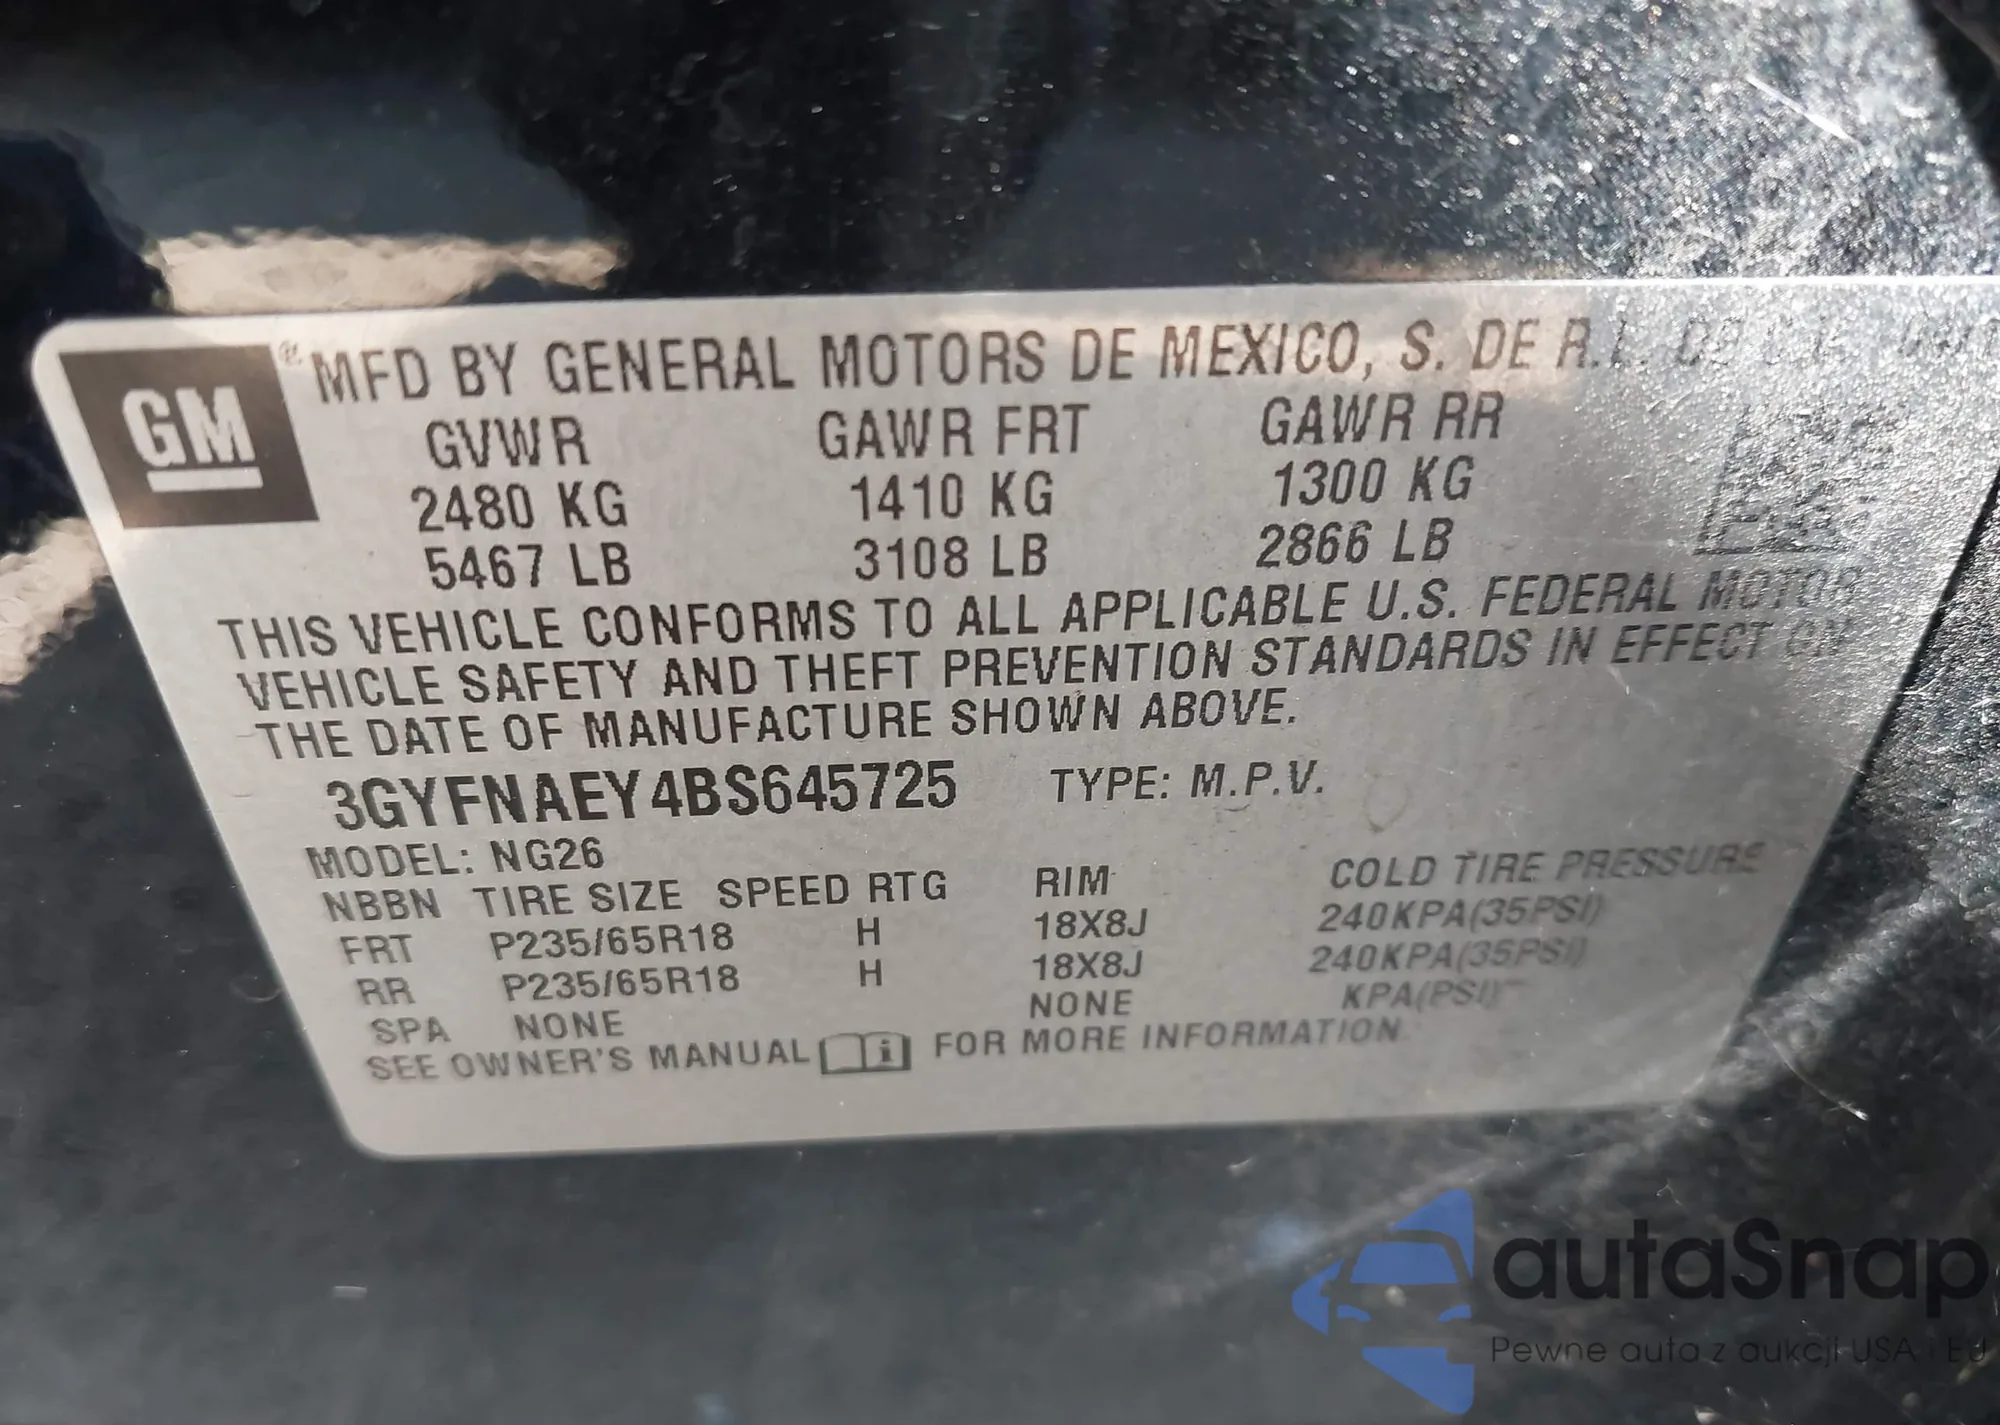 GM
® MFD BY GENERAL MOTORS DE MEXICO, S. DE R.L.
GVWR GAWR FRT GAWR RR
2480 KG 1410 KG 1300 KG
5467 LB 3108 LB 2866 LB
THIS VEHICLE CONFORMS TO ALL APPLICABLE U.S. FEDERAL MOTOR
VEHICLE SAFETY AND THEFT PREVENTION STANDARDS IN EFFECT ON
THE DATE OF MANUFACTURE SHOWN ABOVE.
3GYFNAEY4BS645725 TYPE: M.P.V.
MODEL: NG26
NBBN TIRE SIZE SPEED RTG RIM COLD TIRE PRESSURE
FRT P235/65R18 H 18X8J 240KPA(35PSI)
RR P235/65R18 H 18X8J 240KPA(35PSI)
SPA NONE NONE KPA(PSI)
SEE OWNER'S MANUAL i FOR MORE INFORMATION
autaSnap
Pewne auta z aukcji USA i EU